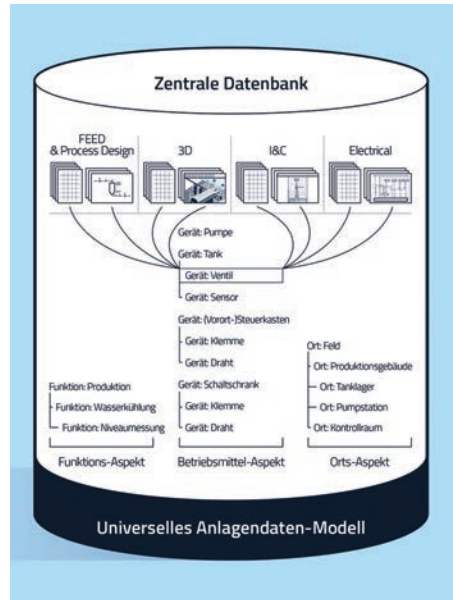 Zentrale Datenbank
FEED
& Process Design
3D
I&C
Electrical
Gerät: Pumpe
Gerät: Tank
Gerät: Ventil
Gerät: Sensor
Gerät: (Vorort-)Steuerkasten
Gerät: Klemme
Gerät: Draht
Gerät: Schaltschrank
Gerät: Klemme
Gerät: Draht
Funktion: Produktion
Funktion: Wasserkühlung
Funktion: Niveaumessung
Ort: Feld
Ort: Produktionsgebäude
Ort: Tanklager
Ort: Pumpstation
Ort: Kontrollraum
Funktions-Aspekt
Betriebsmittel-Aspekt
Orts-Aspekt
Universelles Anlagendaten-Modell